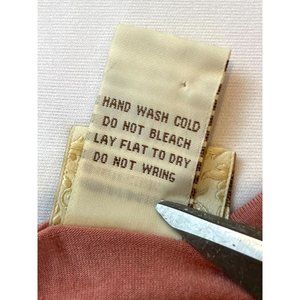 HAND WASH COLD
DO NOT BLEACH
LAY FLAT TO DRY
DO NOT WRING